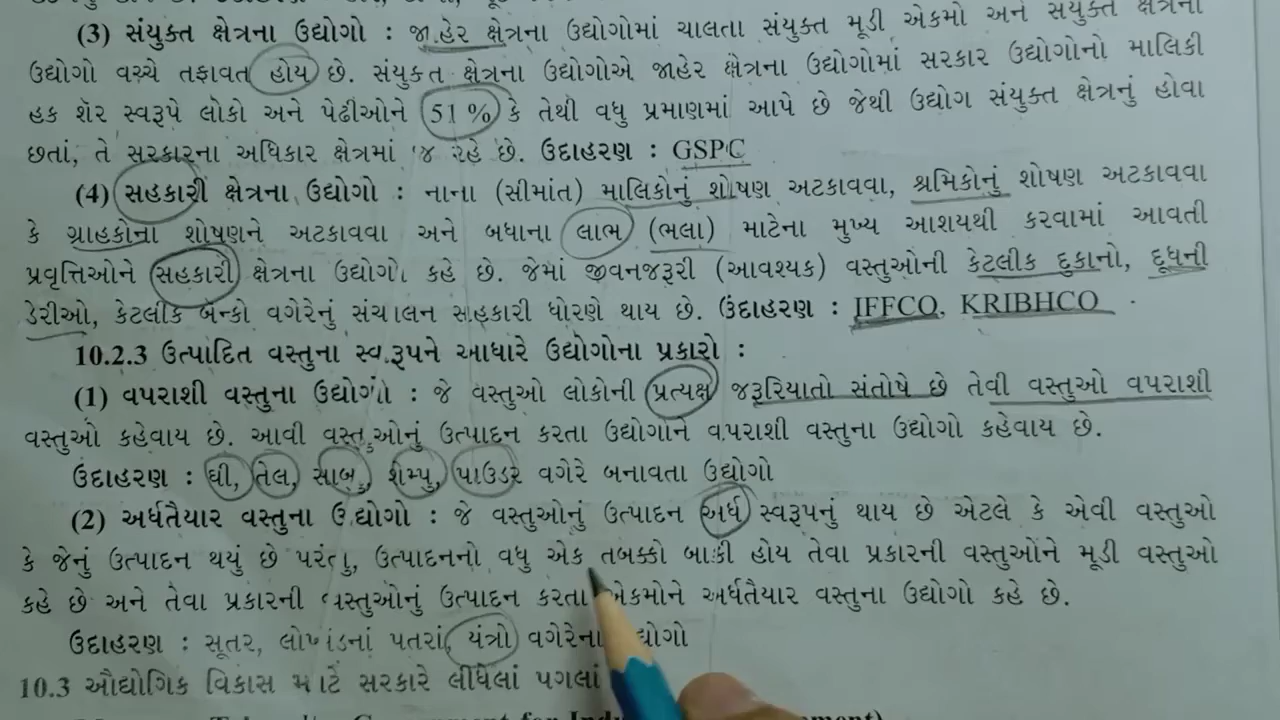 (3) સંયુક્ત ક્ષેત્રના ઉદ્યોગો : જાહેર ક્ષેત્રના ઉદ્યોગોમાં ચાલતા સંયુક્ત મૂડી એકમો અને સંયુક્ત ક્ષેત્રના
ઉદ્યોગો વચ્ચે તફાવત હોય છે. સંયુક્ત ક્ષેત્રના ઉદ્યોગોએ જાહેર ક્ષેત્રના ઉદ્યોગોમાં સરકાર ઉદ્યોગોનો માલિકી
હક શૅર સ્વરૂપે લોકો અને પેઢીઓને 51 % કે તેથી વધુ પ્રમાણમાં આપે છે જેથી ઉદ્યોગ સંયુક્ત ક્ષેત્રનું હોવા
છતાં, તે સરકારના અધિકાર ક્ષેત્રમાં જ રહે છે. ઉદાહરણ : GSPC
(4) સહકારી ક્ષેત્રના ઉદ્યોગો : નાના (સીમાંત) માલિકોનું શોષણ અટકાવવા, શ્રમિકોનું શોષણ અટકાવવા
કે ગ્રાહકોના શોષણને અટકાવવા અને બધાના લાભ (ભલા) માટેના મુખ્ય આશયથી કરવામાં આવતી
પ્રવૃત્તિઓને સહકારી ક્ષેત્રના ઉદ્યોગો કહે છે. જેમાં જીવનજરૂરી (આવશ્યક) વસ્તુઓની કેટલીક દુકાનો, દૂધની
ડેરીઓ, કેટલીક બૅન્કો વગેરેનું સંચાલન સહકારી ધોરણે થાય છે. (ઉદાહરણ : IFFCO, KRIBHCO
10.2.3 ઉત્પાદિત વસ્તુના સ્વરૂપને આધારે ઉદ્યોગોના પ્રકારો :
(1) વપરાશી વસ્તુના ઉદ્યોગો : જે વસ્તુઓ લોકોની પ્રત્યક્ષ જરૂરિયાતો સંતોષે છે તેવી વસ્તુઓ વપરાશી
વસ્તુઓ કહેવાય છે. આવી વસ્તુઓનું ઉત્પાદન કરતા ઉદ્યોગોને વપરાશી વસ્તુના ઉદ્યોગો કહેવાય છે.
ઉદાહરણ : ઘી, તેલ, સાબુ, શેમ્પુ, પાઉડર વગેરે બનાવતા ઉદ્યોગો
(2) અર્ધતૈયાર વસ્તુના ઉદ્યોગો : જે વસ્તુઓનું ઉત્પાદન અર્ધ સ્વરૂપનું થાય છે એટલે કે એવી વસ્તુઓ
કે જેનું ઉત્પાદન થયું છે પરંતુ, ઉત્પાદનનો વધુ એક તબક્કો બાકી હોય તેવા પ્રકારની વસ્તુઓને મૂડી વસ્તુઓ
કહે છે અને તેવા પ્રકારની વસ્તુઓનું ઉત્પાદન કરતા એકમોને અર્ધતૈયાર વસ્તુના ઉદ્યોગો કહે છે.
ઉદાહરણ : સૂતર, લોખંડનાં પતરાં, યંત્રો વગેરેના ઉદ્યોગો
10.3 ઔદ્યોગિક વિકાસ માટે સરકારે લીધેલાં પગલાં